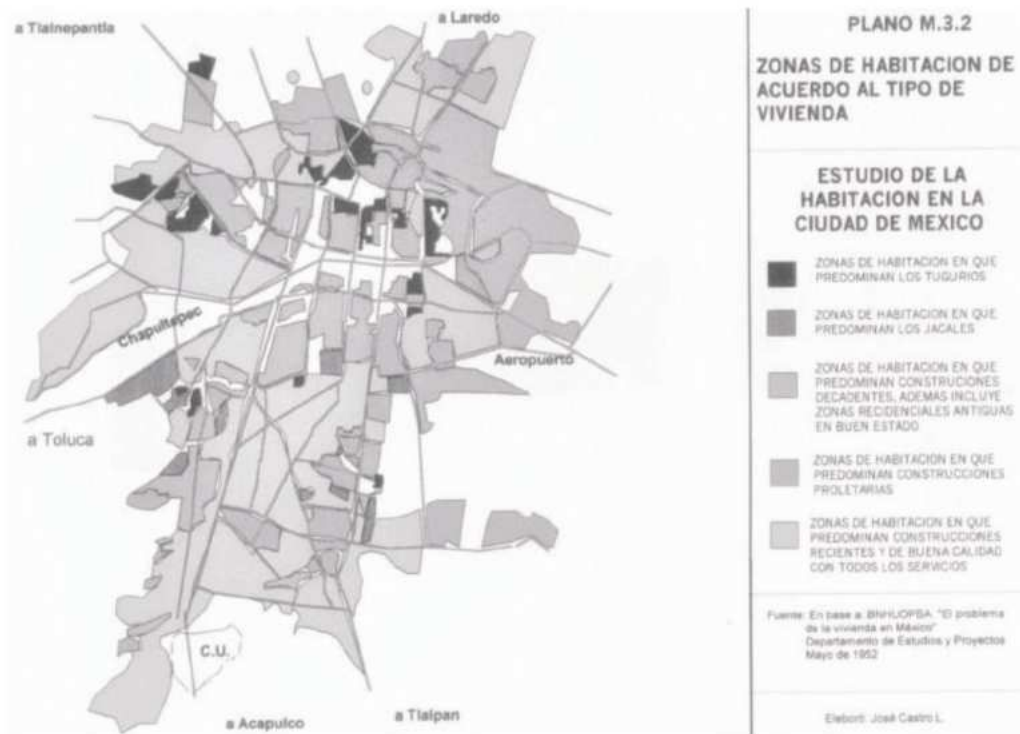 a Tlalnepantla
a Laredo
Chapultepec
Aeropuerto
a Toluca
C.U.
a Acapulco
a Tlalpan
PLANO M.3.2
ZONAS DE HABITACION DE
ACUERDO AL TIPO DE
VIVIENDA
ESTUDIO DE LA
HABITACION EN LA
CIUDAD DE MEXICO
ZONAS DE HABITACION EN QUE
PREDOMINAN LOS TUGURIOS
ZONAS DE HABITACION EN QUE
PREDOMINAN LOS JACALES
ZONAS DE HABITACION EN QUE
PREDOMINAN CONSTRUCIONES
DECADENTES, ADEMÁS INCLUYE
ZONAS RECIDENCIALES ANTIGUAS
EN BUEN ESTADO
ZONAS DE HABITACION EN QUE
PREDOMINAN CONSTRUCCIONES
PROLETARIAS
ZONAS DE HABITACION EN QUE
PREDOMINAN CONSTRUCCIONES
RECIENTES Y DE BUENA CALIDAD
CON TODOS LOS SERVICIOS
Fuente: En base a: BNHUOPSA. "El problema
de la vivienda en México"
Departamento de Estudios y Proyectos
Mayo de 1952
Elaboró: José Castro L.